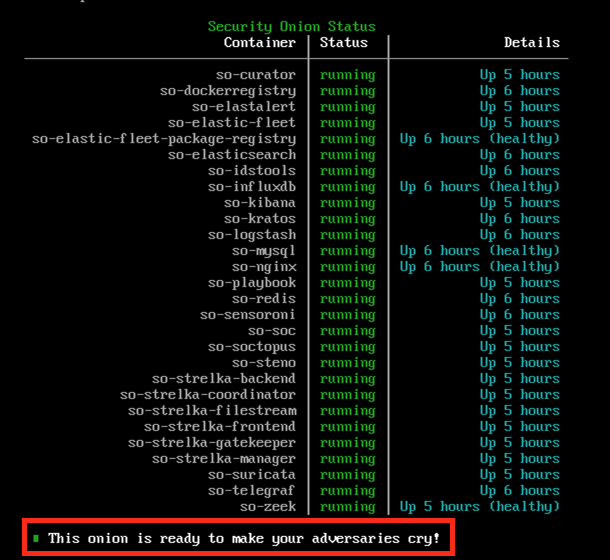 Security Onion Status
Container Status Details
so-curator running Up 5 hours
so-dockerregistry running Up 6 hours
so-elastalert running Up 6 hours
so-elastic-fleet running Up 5 hours
so-elastic-fleet-package-registry running Up 6 hours (healthy)
so-elasticsearch running Up 6 hours
so-idstools running Up 6 hours
so-influxdb running Up 6 hours (healthy)
so-kibana running Up 5 hours
so-kratos running Up 6 hours
so-logstash running Up 6 hours
so-mysql running Up 6 hours (healthy)
so-nginx running Up 6 hours (healthy)
so-playbook running Up 5 hours
so-redis running Up 6 hours
so-sensoroni running Up 6 hours
so-soc running Up 5 hours
so-soctopus running Up 5 hours
so-steno running Up 5 hours
so-strelka-backend running Up 5 hours
so-strelka-coordinator running Up 5 hours
so-strelka-filestream running Up 5 hours
so-strelka-frontend running Up 5 hours
so-strelka-gatekeeper running Up 5 hours
so-strelka-manager running Up 5 hours
so-suricata running Up 5 hours
so-telegraf running Up 6 hours
so-zeek running Up 5 hours (healthy)
This onion is ready to make your adversaries cry!